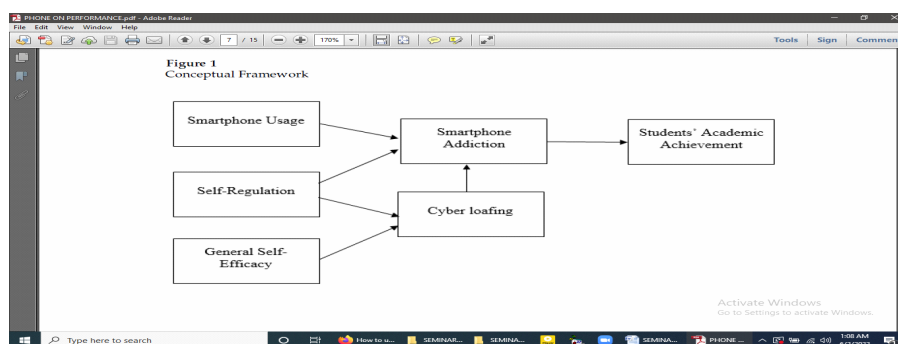 PHONE ON PERFORMANCE.pdf - Adobe Reader
File Edit View Window Help
7 / 15
170%
Tools Sign Commen
Figure 1
Conceptual Framework
Smartphone Usage
Smartphone
Addiction
Students' Academic
Achievement
Self-Regulation
Cyber loafing
General Self-
Efficacy
Activate Windows
Go to Settings to activate Windows.
Type here to search
How to u...
SEMINAR...
SEMINA...
SEMINA...
PHONE ...
1:08 AM